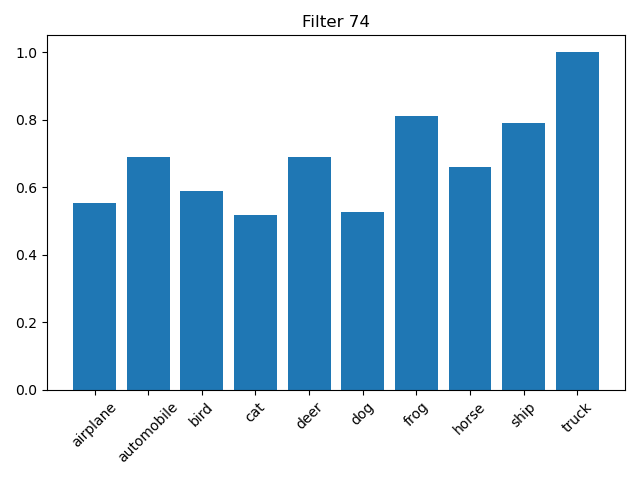 Filter 74
1.0
0.8
0.6
0.4
0.2
0.0
airplane
automobile
bird
cat
deer
dog
frog
horse
ship
truck